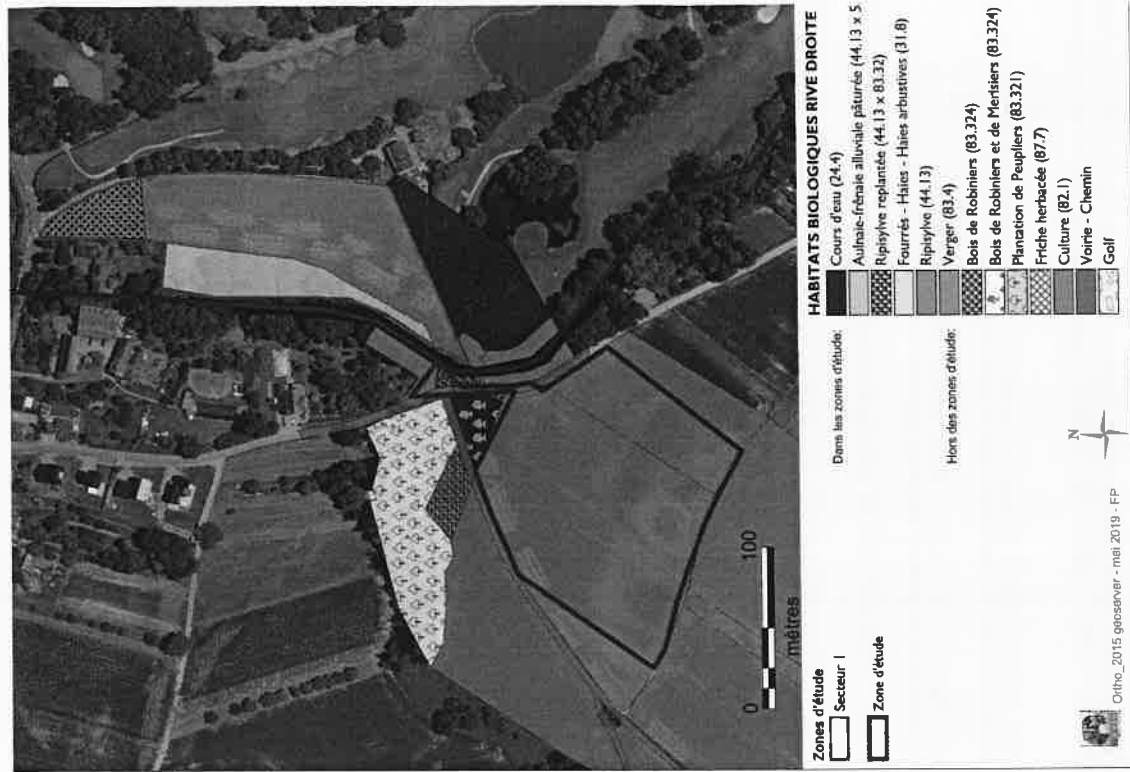 0
100
mètres
Zones d'étude
Secteur I
Zone d'étude
HABITATS BIOLOGIQUES RIVE DROITE
Dans les zones d'étude:
Cours d'eau (24.4)
Aulnaie-frênaie alluviale pâturée (44.13 x 5
Ripisylve replantée (44.13 x 83.32)
Fourrés - Haies - Haies arbustives (31.8)
Ripisylve (44.13)
Verger (83.4)
Hors des zones d'étude:
Bois de Robiniers (83.324)
Bois de Robiniers et de Merisiers (83.324)
Plantation de Peupliers (83.321)
Friche herbacée (87.7)
Culture (82.1)
Voirie - Chemin
Golf
N
Ortho_2015 géoserver - mai 2019 - FP